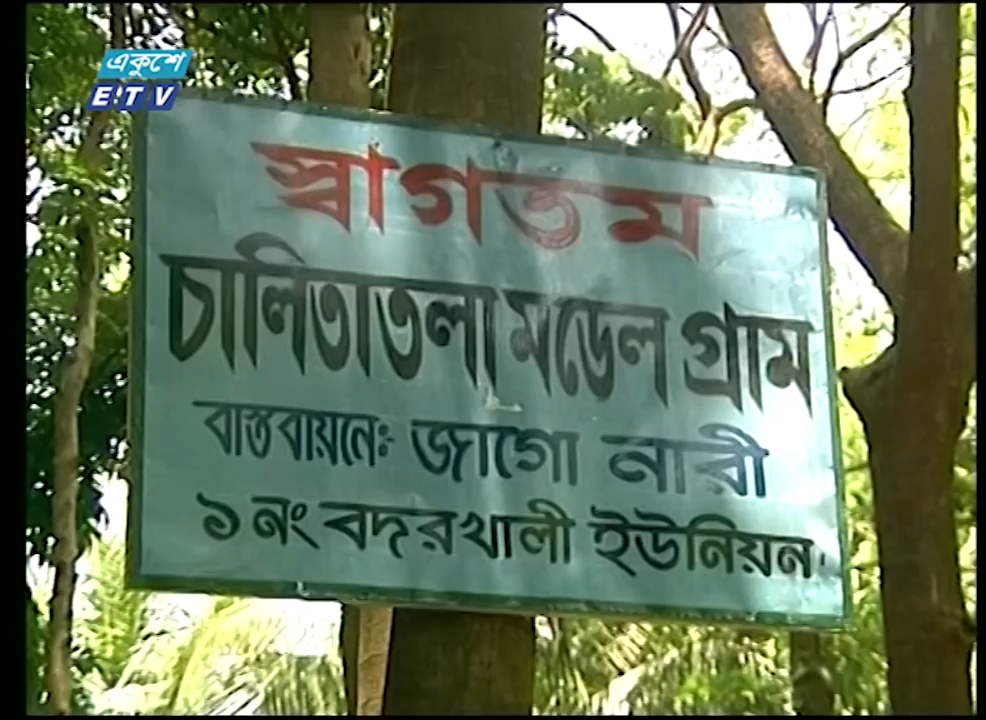 একুশে
ETV
স্বাগতম
চালিতাতলা মডেল গ্রাম
বাস্তবায়নেঃ জাগো নারী
১ নং বদরখালী ইউনিয়ন